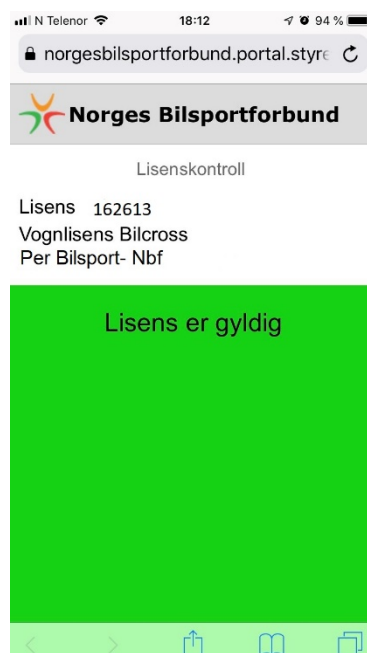 N Telenor 18:12 94 %
norgesbilsportforbund.portal.styre
Norges Bilsportforbund
Lisenskontroll
Lisens 162613
Vognlisens Bilcross
Per Bilsport- Nbf
Lisens er gyldig